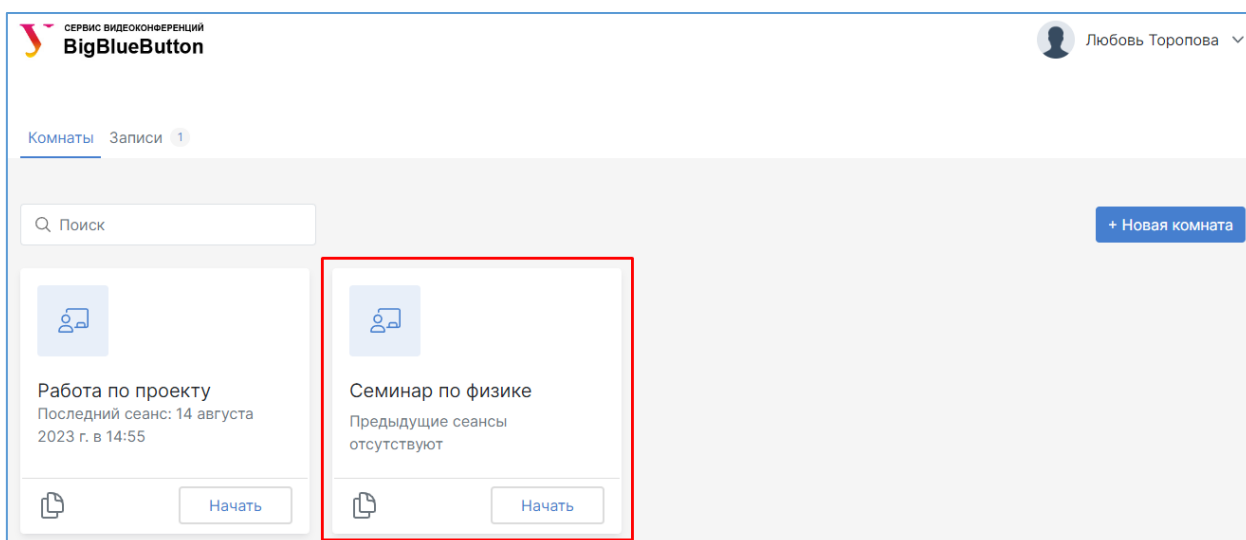 СЕРВИС ВИДЕОКОНФЕРЕНЦИЙ
BigBlueButton
Любовь Торопова
Комнаты Записи 1
Поиск
+ Новая комната
Работа по проекту
Последний сеанс: 14 августа
2023 г. в 14:55
Начать
Семинар по физике
Предыдущие сеансы
отсутствуют
Начать